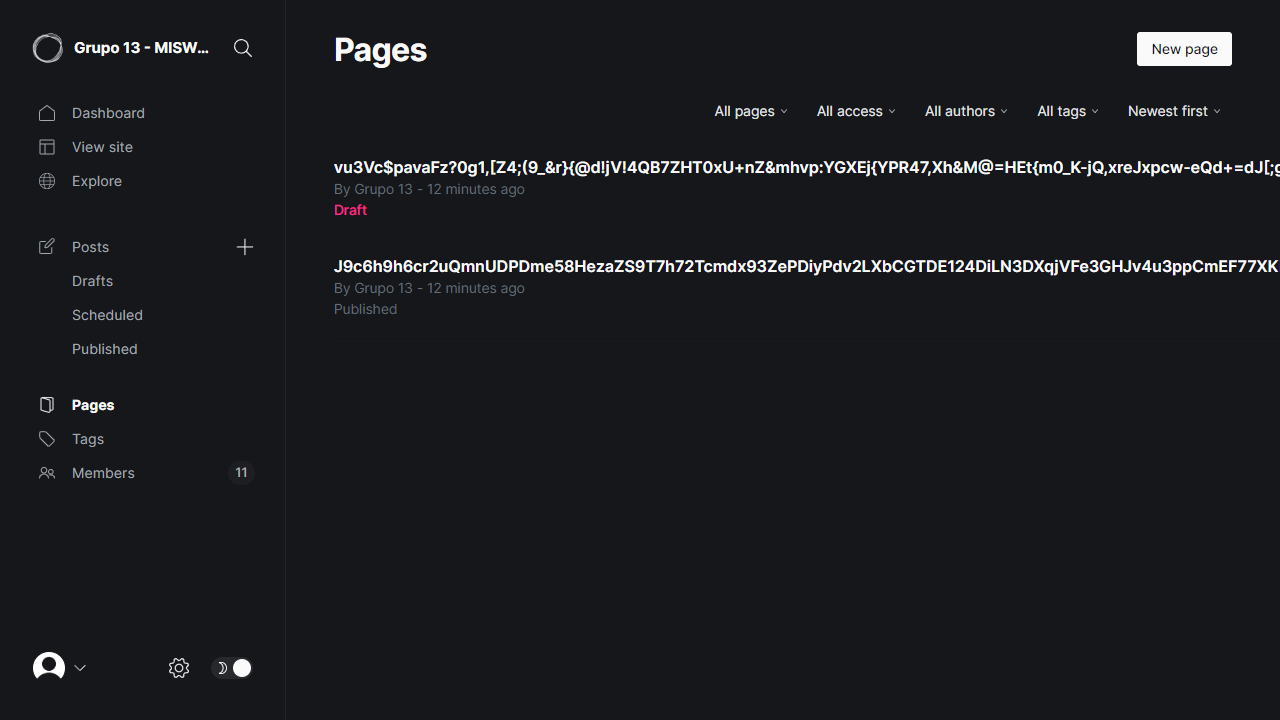 Grupo 13 - MISW...
Dashboard
View site
Explore
Posts
Drafts
Scheduled
Published
Pages
Tags
Members
11
Pages
New page
All pages
All access
All authors
All tags
Newest first
vu3Vc$pavaFz?0g1,[Z4;(9_&r}{@d!jV!4QB7ZHT0xU+nZ&mhvp:YGXEj{YPR47,Xh&M@=HEt{m0_K-jQ,xreJxpcw-eQd+=dJ[;g
By Grupo 13 - 12 minutes ago
Draft
J9c6h9h6cr2uQmnUDPDme58HezaZS9T7h72Tcmdx93ZePDiyPdv2LXbCGTDE124DiLN3DXqjVFe3GHJv4u3ppCmEF77XK
By Grupo 13 - 12 minutes ago
Published